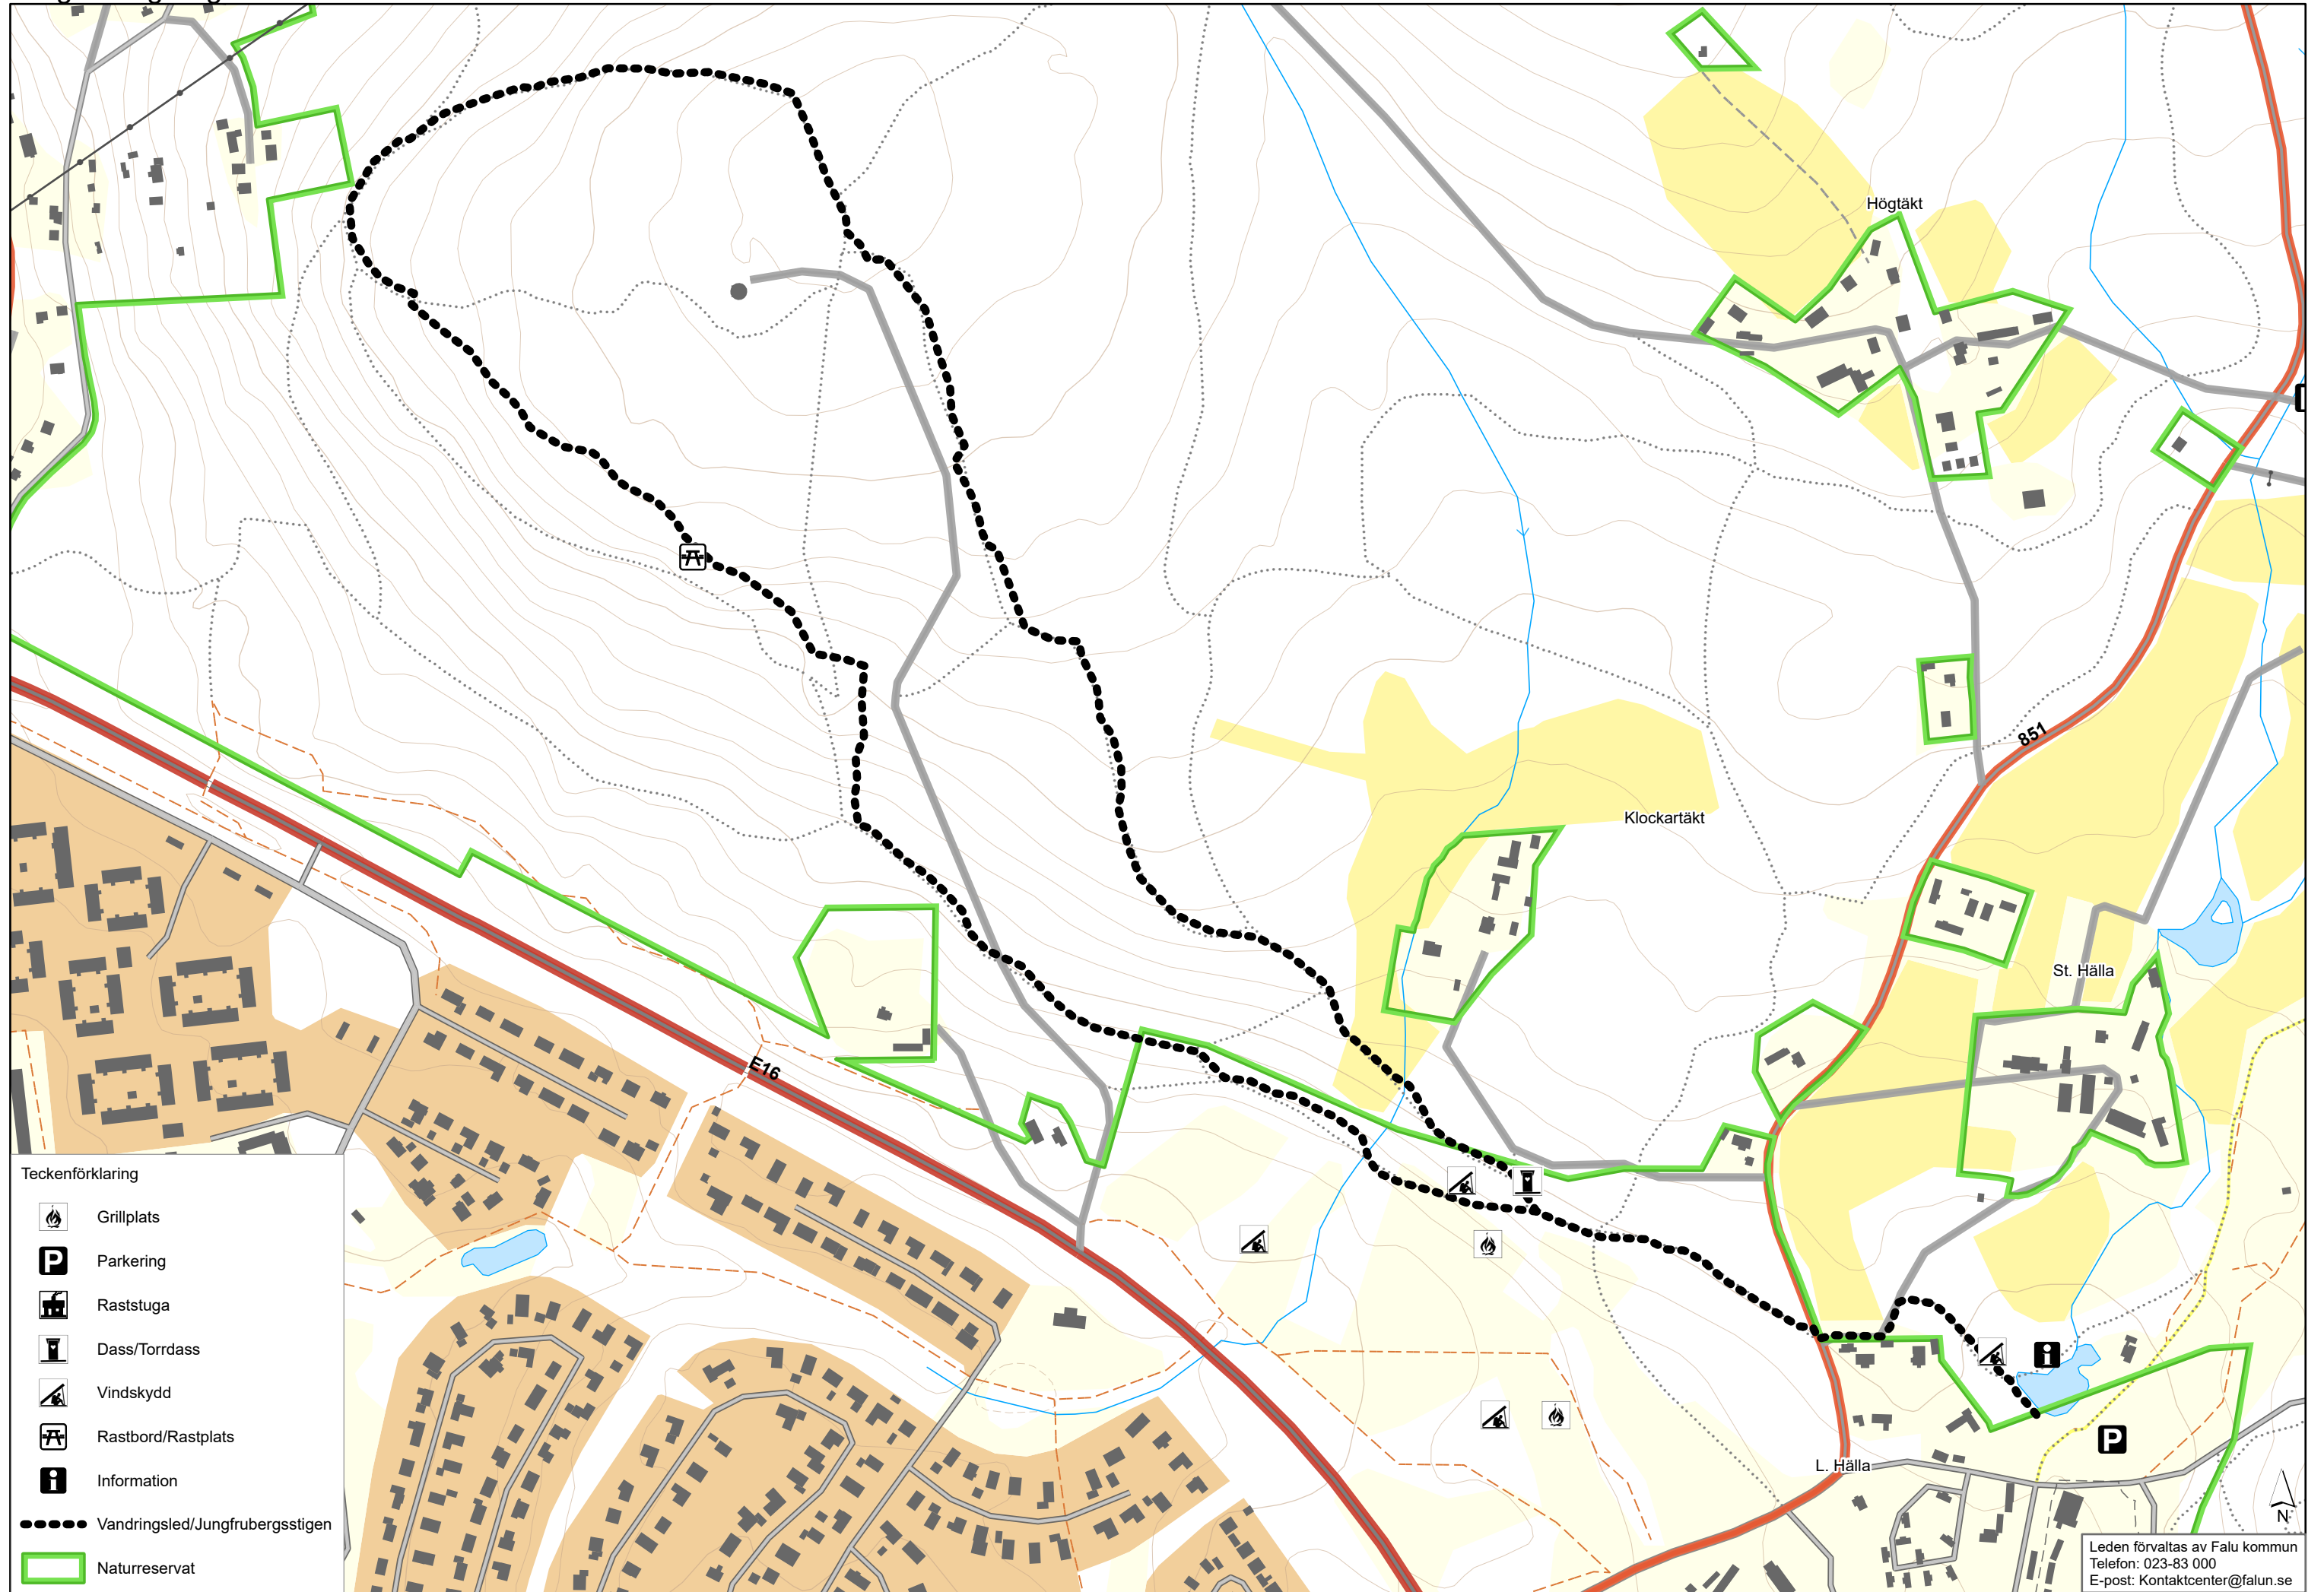 Högtäkt
851
Klockartäkt
St. Hälla
E16
L. Hälla
Teckenförklaring
Grillplats
P Parkering
Raststuga
Dass/Torrdass
Vindskydd
Rastbord/Rastplats
i Information
Vandringsled/Jungfrubergsstigen
Naturreservat
i
P
N
Leden förvaltas av Falu kommun
Telefon: 023-83 000
E-post: Kontaktcenter@falun.se